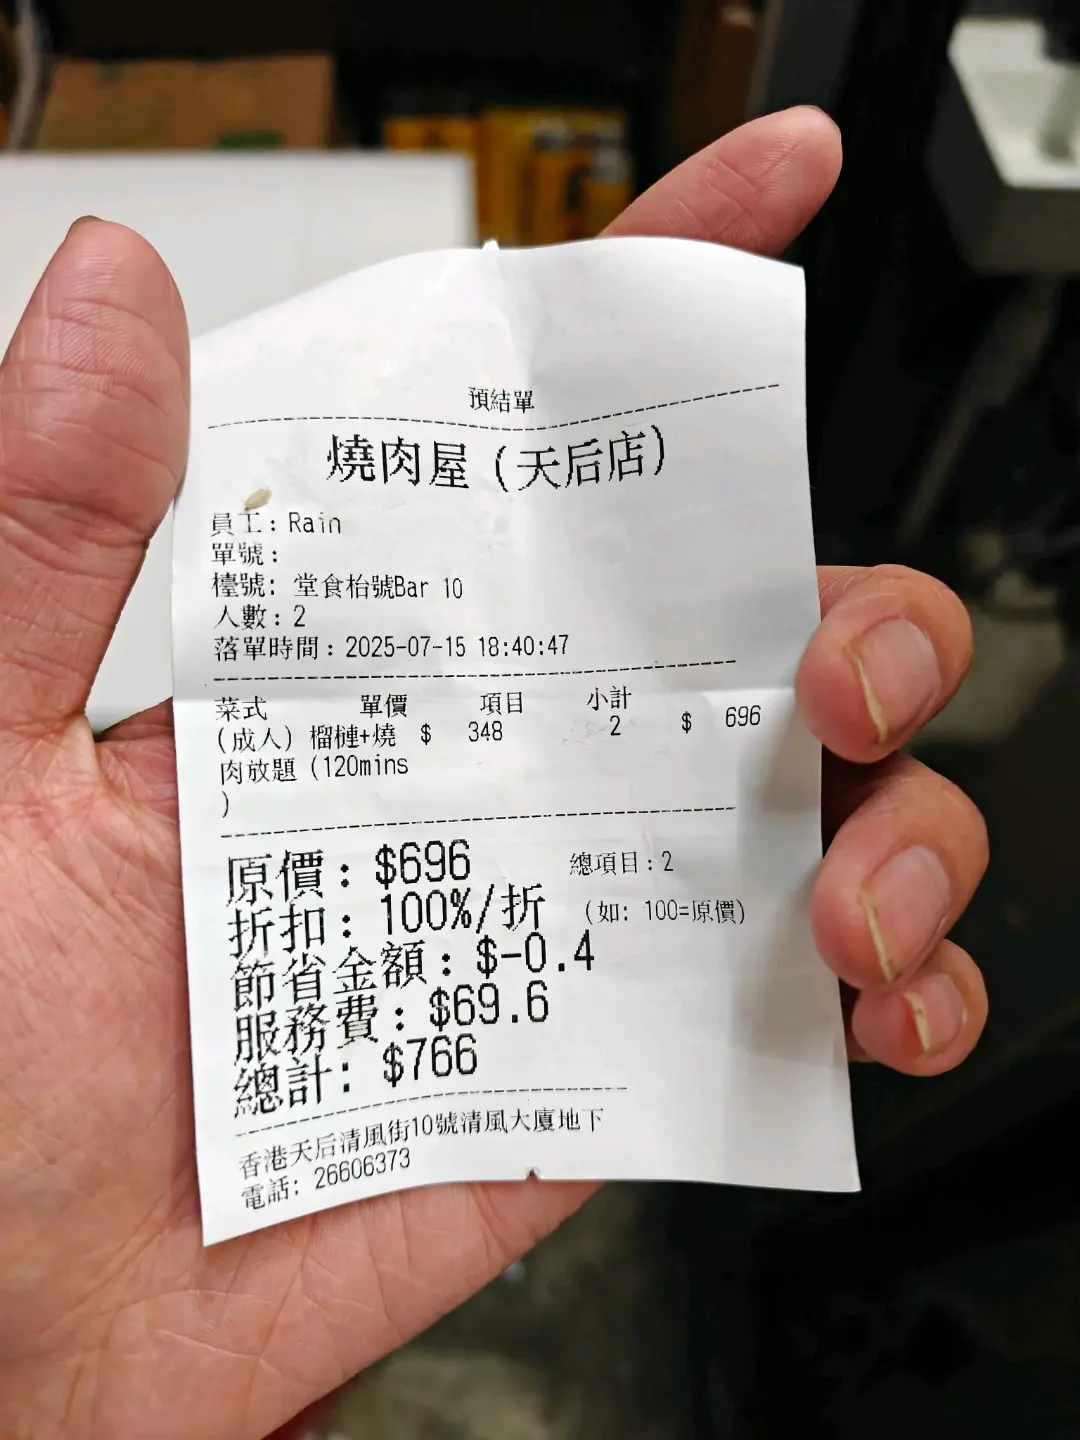 預結單
燒肉屋 (天后店)
員工: Rain
單號:
檯號: 堂食枱號Bar 10
人數: 2
落單時間: 2025-07-15 18:40:47
菜式 單價 項目 小計
(成人) 榴槤+燒 $ 348 2 $ 696
肉放題 (120mins
)
原價: $696 總項目: 2
折扣: 100%/折 (如: 100=原價)
節省金額: $-0.4
服務費: $69.6
總計: $766
香港天后清風街10號清風大廈地下
電話: 26606373